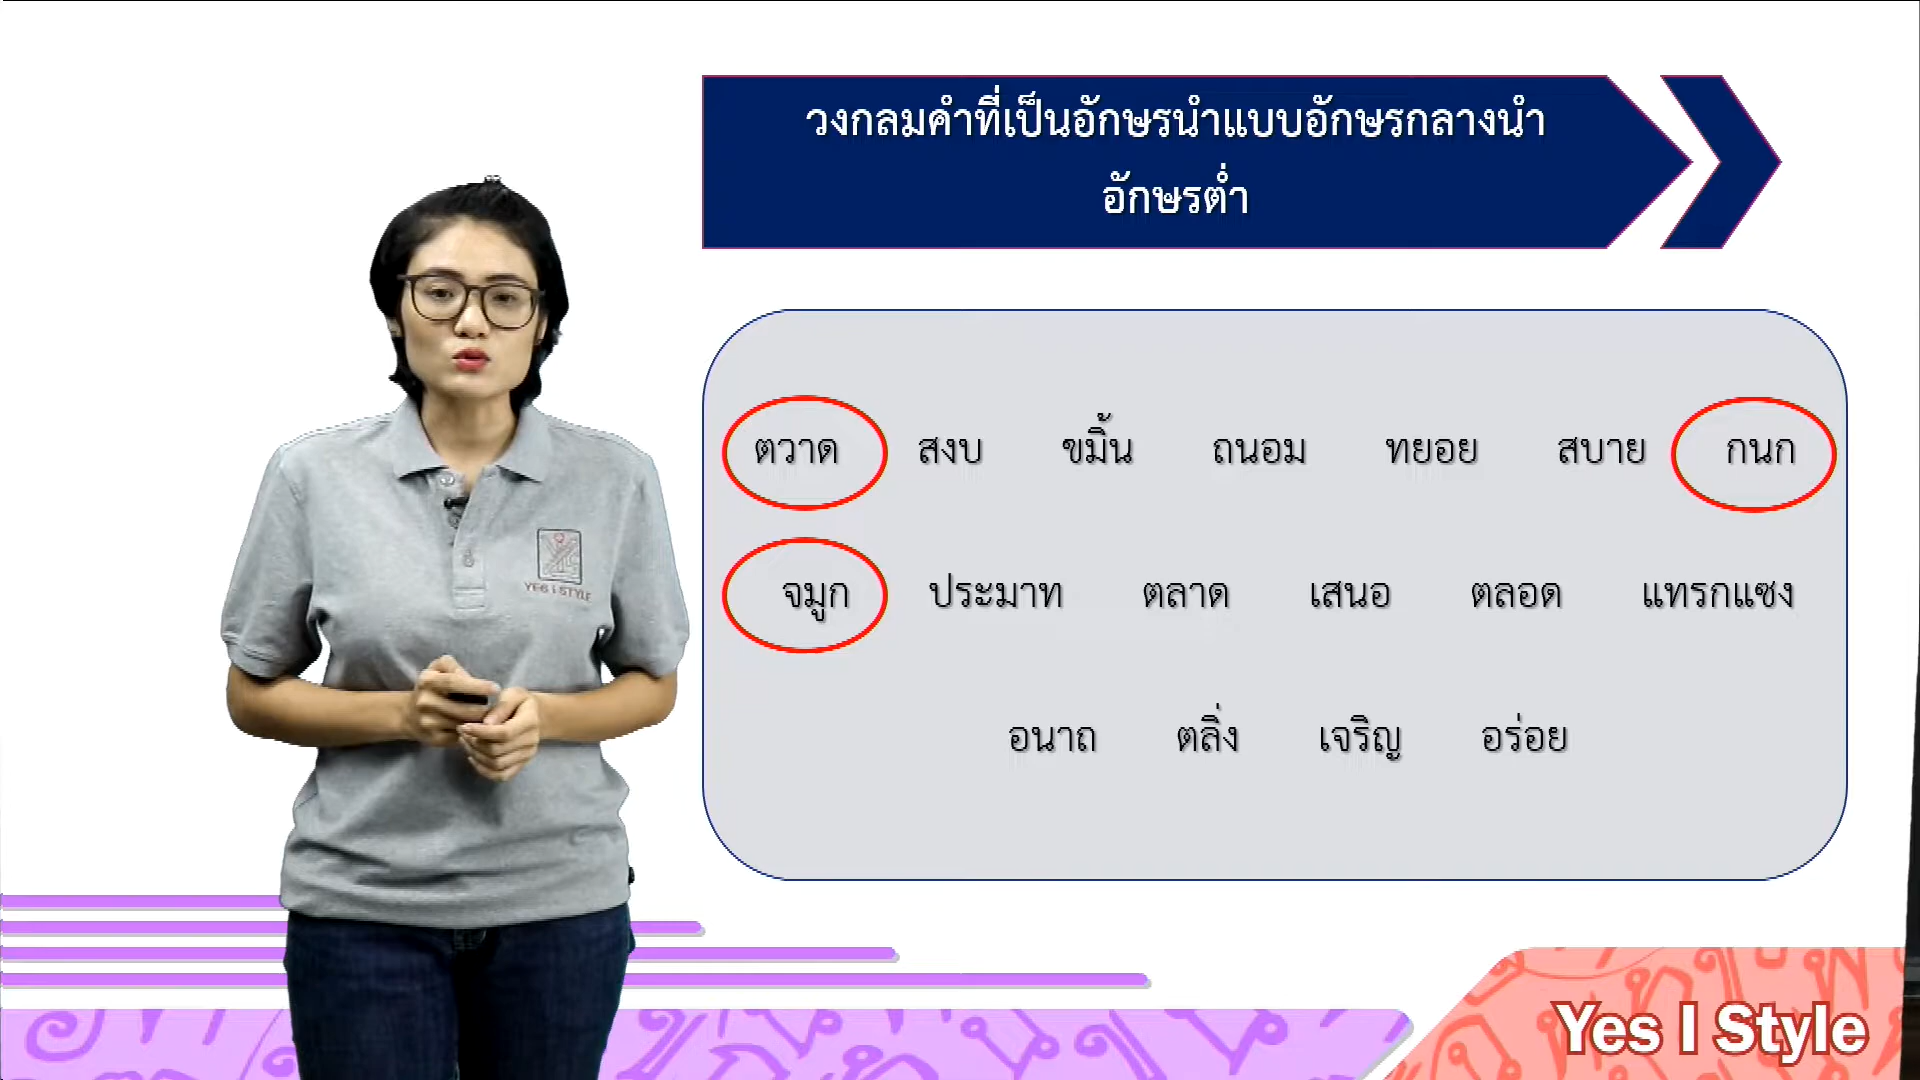 วงกลมคำที่เป็นอักษรนำแบบอักษรกลางนำ
อักษรต่ำ
ตวาด สงบ ขมิ้น ถนอม ทยอย สบาย กนก
จมูก ประมาท ตลาด เสนอ ตลอด แทรกแซง
อนาถ ตลิ่ง เจริญ อร่อย
YES I STYLE
Yes I Style